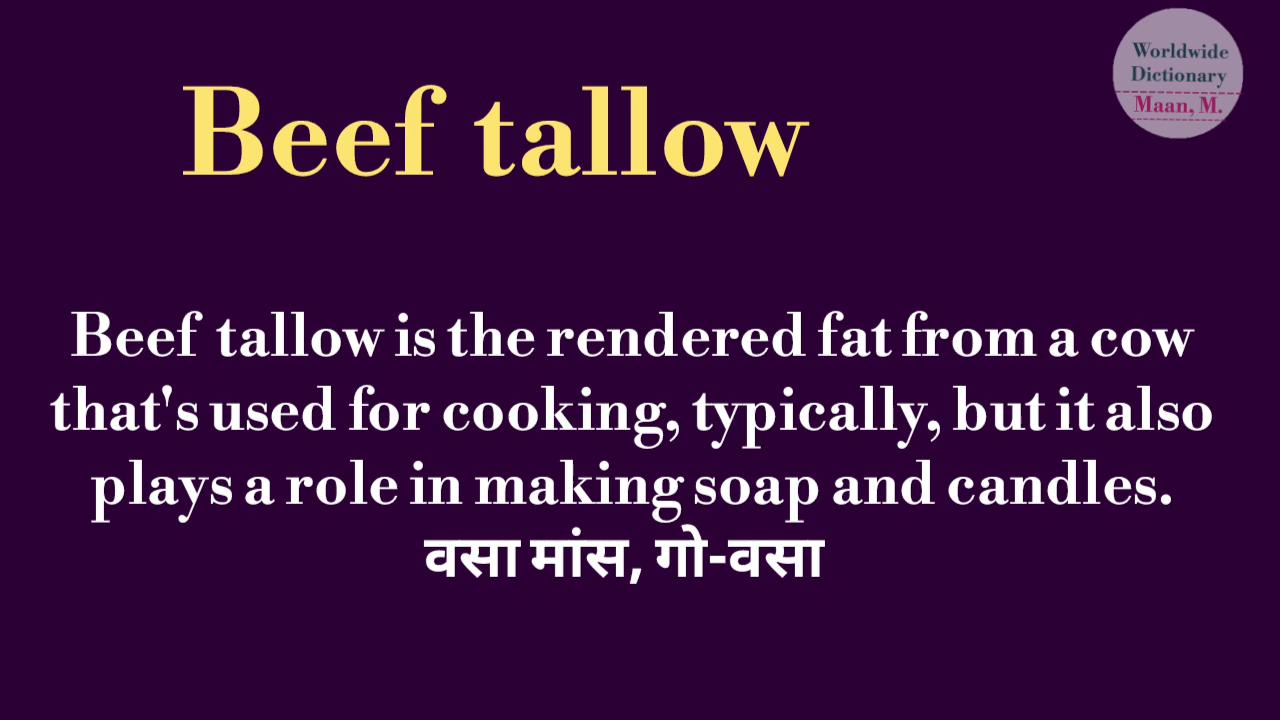 Worldwide
Dictionary
Maan, M.
Beef tallow
Beef tallow is the rendered fat from a cow
that's used for cooking, typically, but it also
plays a role in making soap and candles.
वसा मांस, गो-वसा